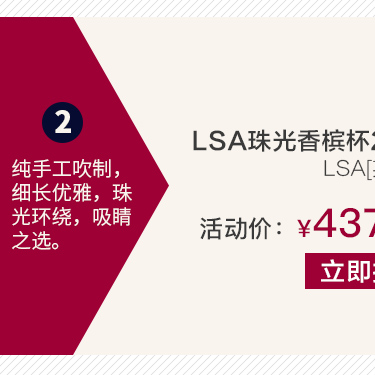 2
纯手工吹制，
细长优雅，珠
光环绕，吸睛
之选。
LSA珠光香槟杯2
LSA[
活动价：¥437
立即